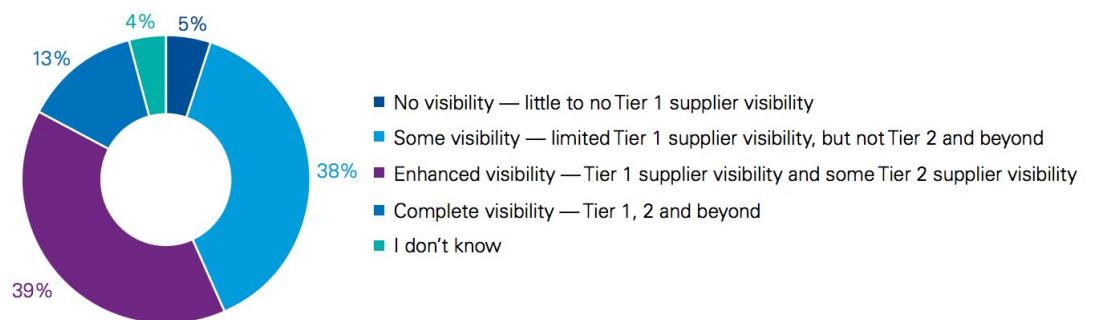 4%
5%
13%
38%
39%
No visibility — little to no Tier 1 supplier visibility
Some visibility — limited Tier 1 supplier visibility, but not Tier 2 and beyond
Enhanced visibility — Tier 1 supplier visibility and some Tier 2 supplier visibility
Complete visibility — Tier 1, 2 and beyond
I don’t know